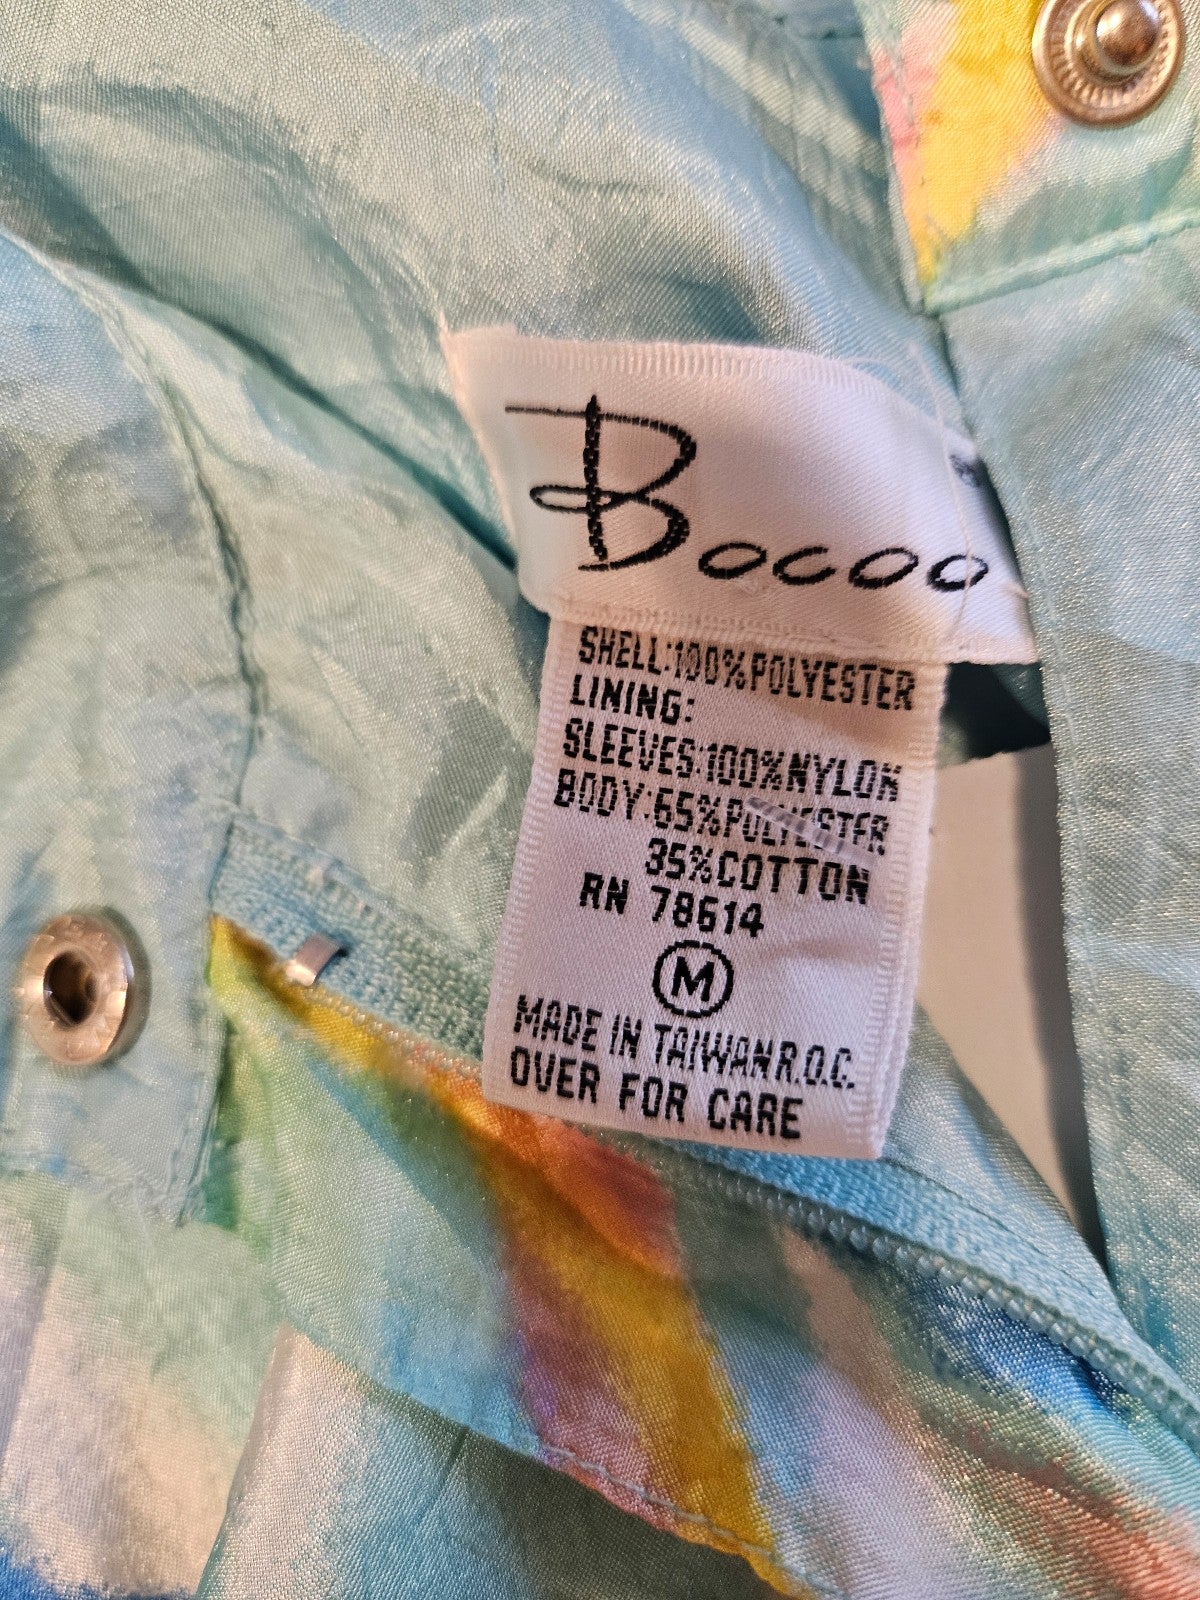 Bocoo
SHELL:100%POLYESTER
LINING:
SLEEVES:100%NYLON
BODY:65%POLYESTER
35%COTTON
RN 78614
M
MADE IN TAIWAN R.O.C.
OVER FOR CARE